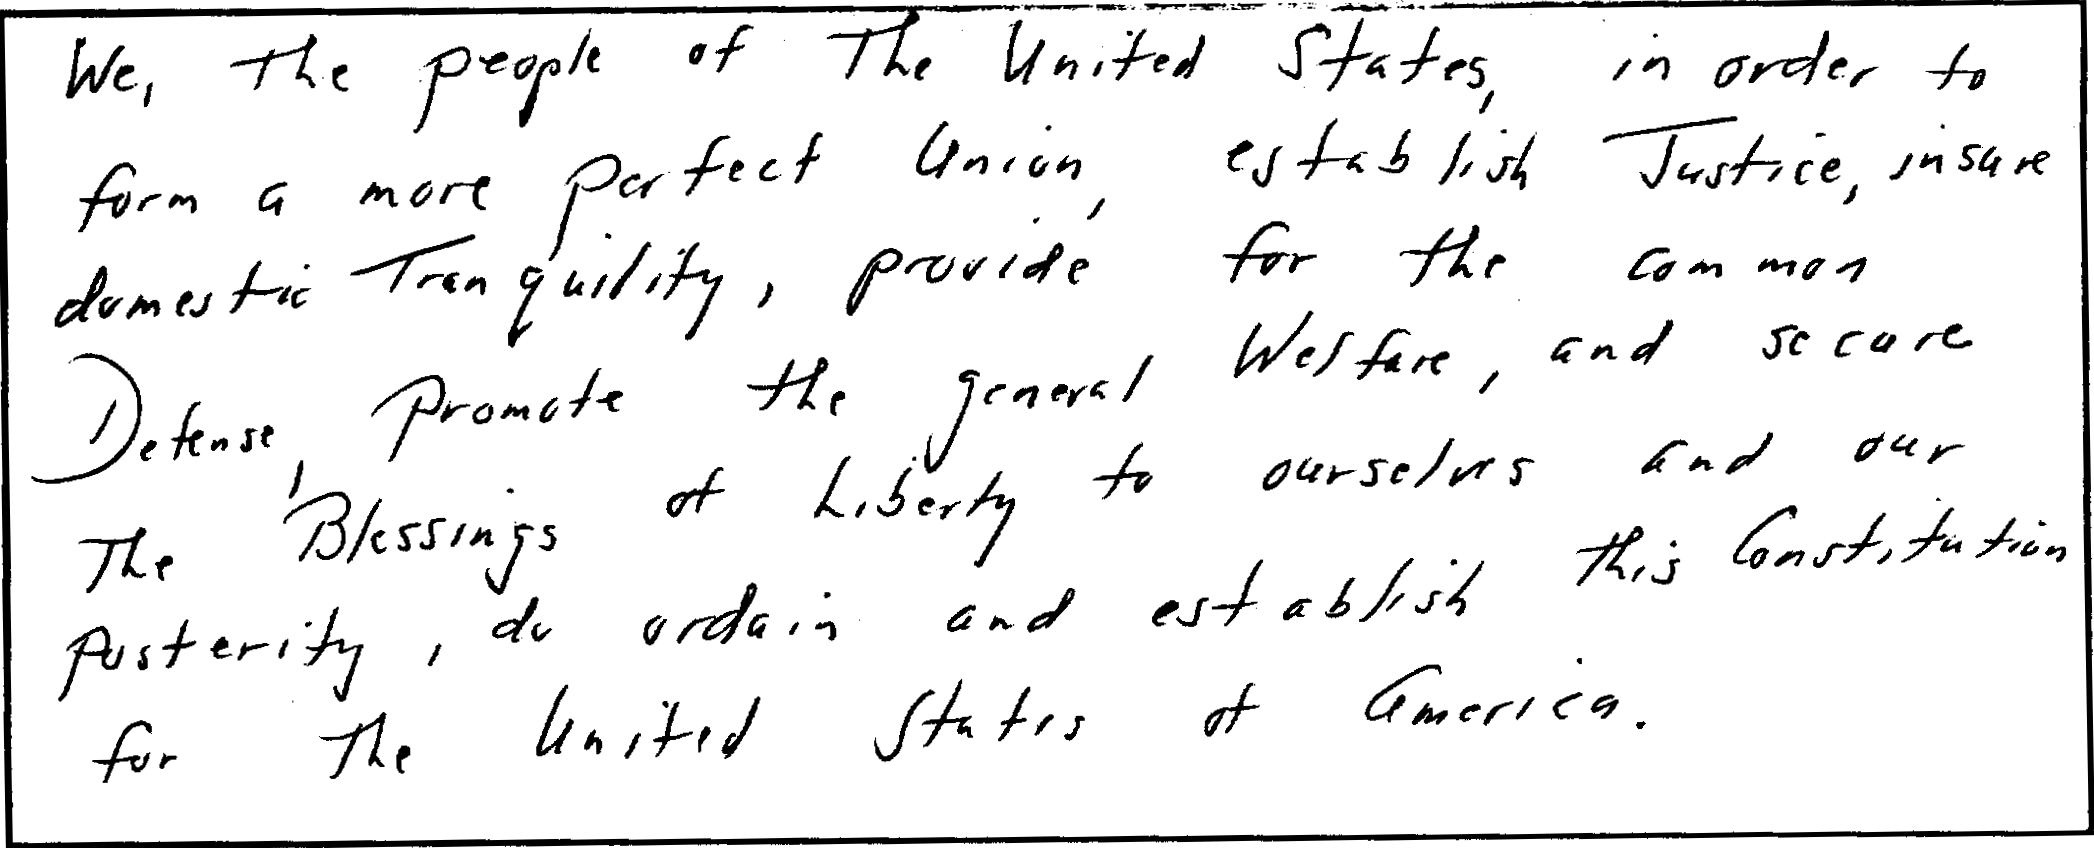 We, the people of The United States, in order to
form a more perfect Union, establish Justice, insure
domestic Tranquility, provide for the common
Defense, promote the general Welfare, and secure
The Blessings of Liberty to ourselves and our
posterity, do ordain and establish this Constitution
for The United States of America.